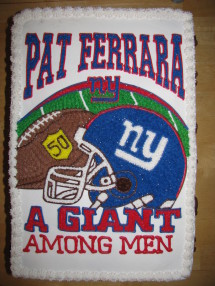 PAT FERRARA
NY
50
ny
A GIANT
AMONG MEN